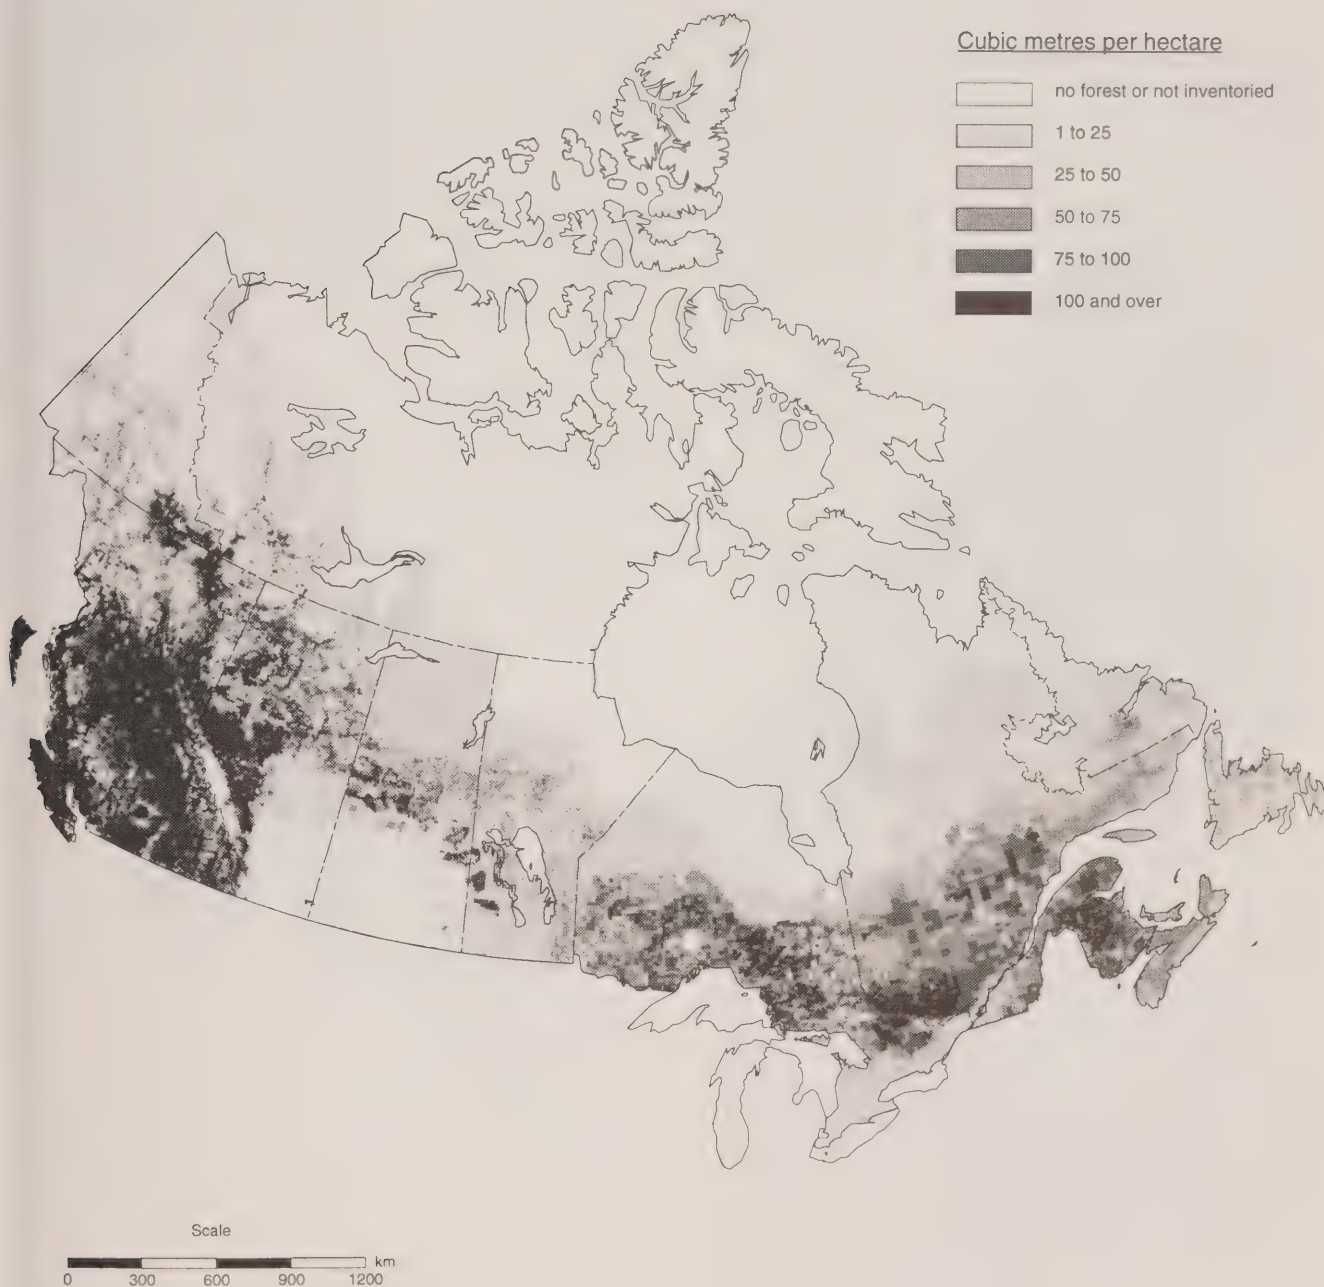 Cubic metres per hectare
no forest or not inventoried
1 to 25
25 to 50
50 to 75
75 to 100
100 and over
Scale
km
0 300 600 900 1200